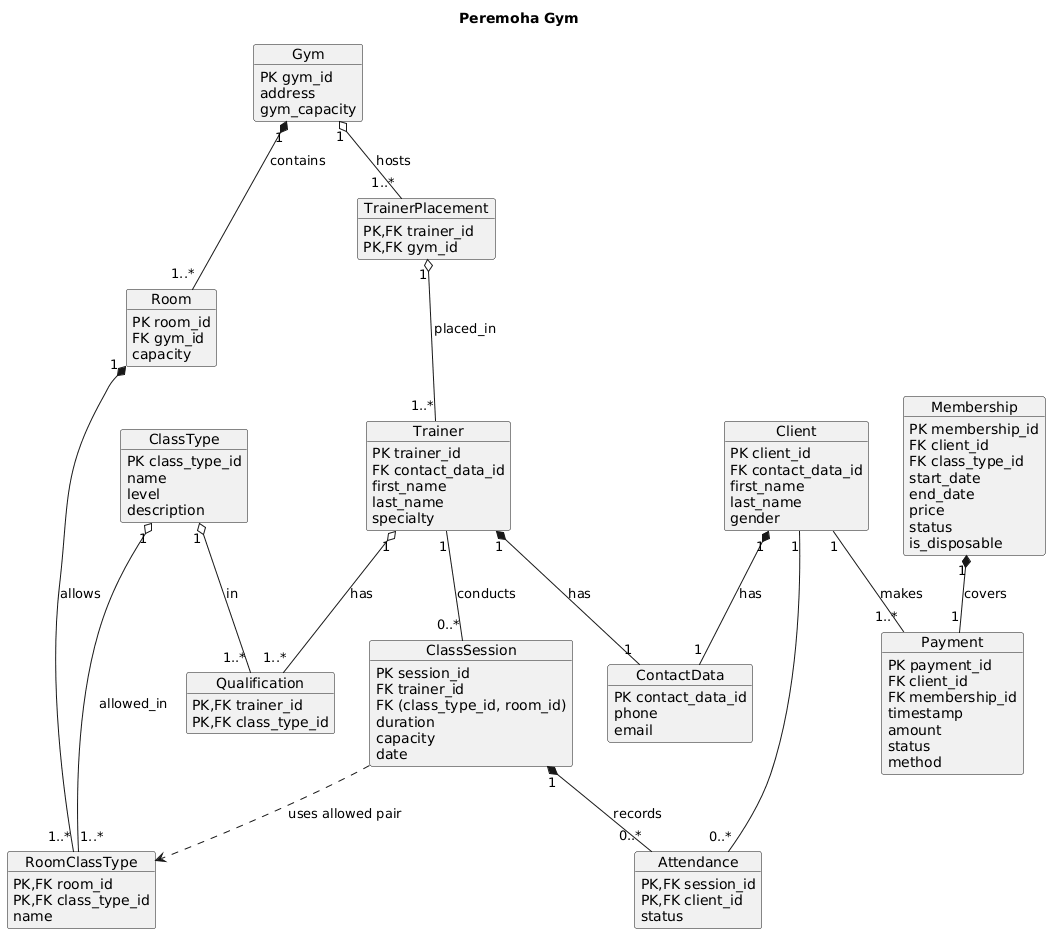 Peremoha Gym
Gym
PK gym_id
address
gym_capacity
1
1
contains
hosts
1..*
TrainerPlacement
PK,FK trainer_id
PK,FK gym_id
1..*
1
Room
PK room_id
FK gym_id
capacity
placed_in
1
1..*
ClassType
PK class_type_id
name
level
description
Trainer
PK trainer_id
FK contact_data_id
first_name
last_name
specialty
Client
PK client_id
FK contact_data_id
first_name
last_name
gender
Membership
PK membership_id
FK client_id
FK class_type_id
start_date
end_date
price
status
is_disposable
1
1
1
1
1
1
1
1
1
allows
in
has
conducts
has
has
makes
covers
1..*
1..*
0..*
1
1
1..*
1
Qualification
PK,FK trainer_id
PK,FK class_type_id
ClassSession
PK session_id
FK trainer_id
FK (class_type_id, room_id)
duration
capacity
date
ContactData
PK contact_data_id
phone
email
Payment
PK payment_id
FK client_id
FK membership_id
timestamp
amount
status
method
allowed_in
1
uses allowed pair
records
1..*
1..*
0..*
0..*
RoomClassType
PK,FK room_id
PK,FK class_type_id
name
Attendance
PK,FK session_id
PK,FK client_id
status